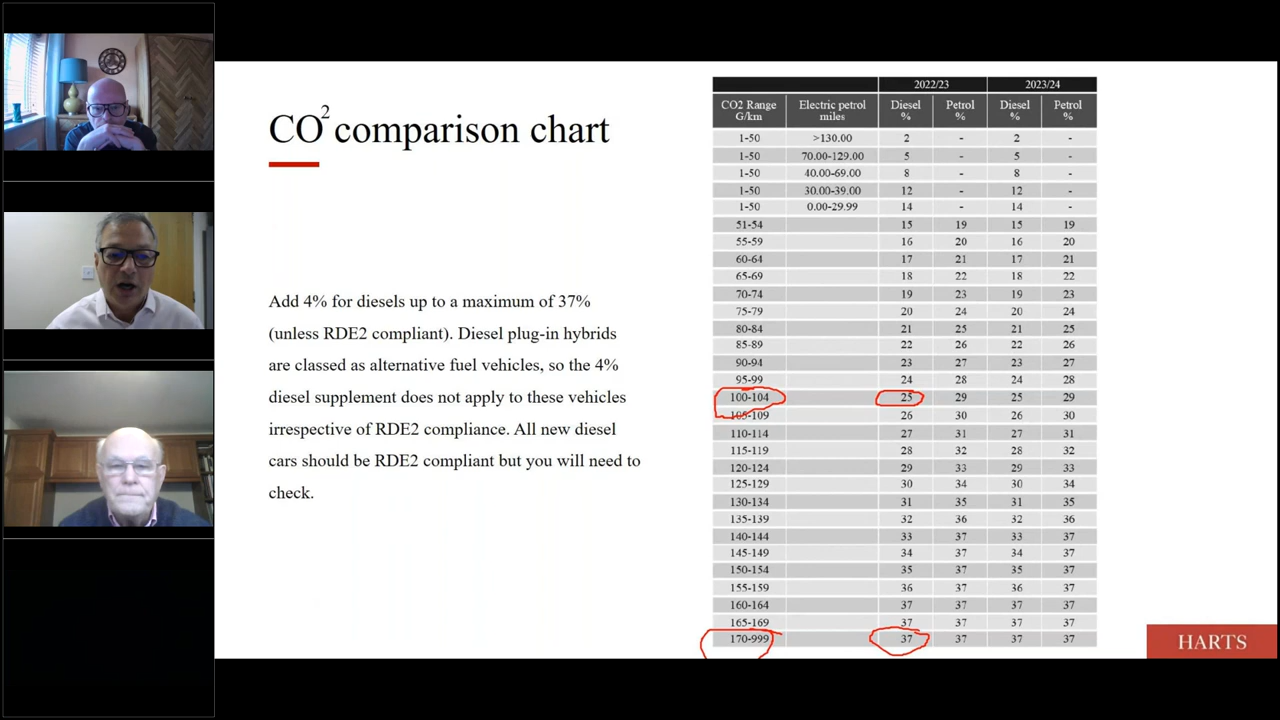 CO2 comparison chart
Add 4% for diesels up to a maximum of 37%
(unless RDE2 compliant). Diesel plug-in hybrids
are classed as alternative fuel vehicles, so the 4%
diesel supplement does not apply to these vehicles
irrespective of RDE2 compliance. All new diesel
cars should be RDE2 compliant but you will need to
check.
2022/23 2023/24
CO2 Range Electric petrol Diesel Petrol Diesel Petrol
G/km miles % % % %
1-50 >130.00 2 - 2 -
1-50 70.00-129.00 5 - 5 -
1-50 40.00-69.00 8 - 8 -
1-50 30.00-39.00 12 - 12 -
1-50 0.00-29.99 14 - 14 -
51-54 15 19 15 19
55-59 16 20 16 20
60-64 17 21 17 21
65-69 18 22 18 22
70-74 19 23 19 23
75-79 20 24 20 24
80-84 21 25 21 25
85-89 22 26 22 26
90-94 23 27 23 27
95-99 24 28 24 28
100-104 25 29 25 29
105-109 26 30 26 30
110-114 27 31 27 31
115-119 28 32 28 32
120-124 29 33 29 33
125-129 30 34 30 34
130-134 31 35 31 35
135-139 32 36 32 36
140-144 33 37 33 37
145-149 34 37 34 37
150-154 35 37 35 37
155-159 36 37 36 37
160-164 37 37 37 37
165-169 37 37 37 37
170-999 37 37 37 37
HARTS